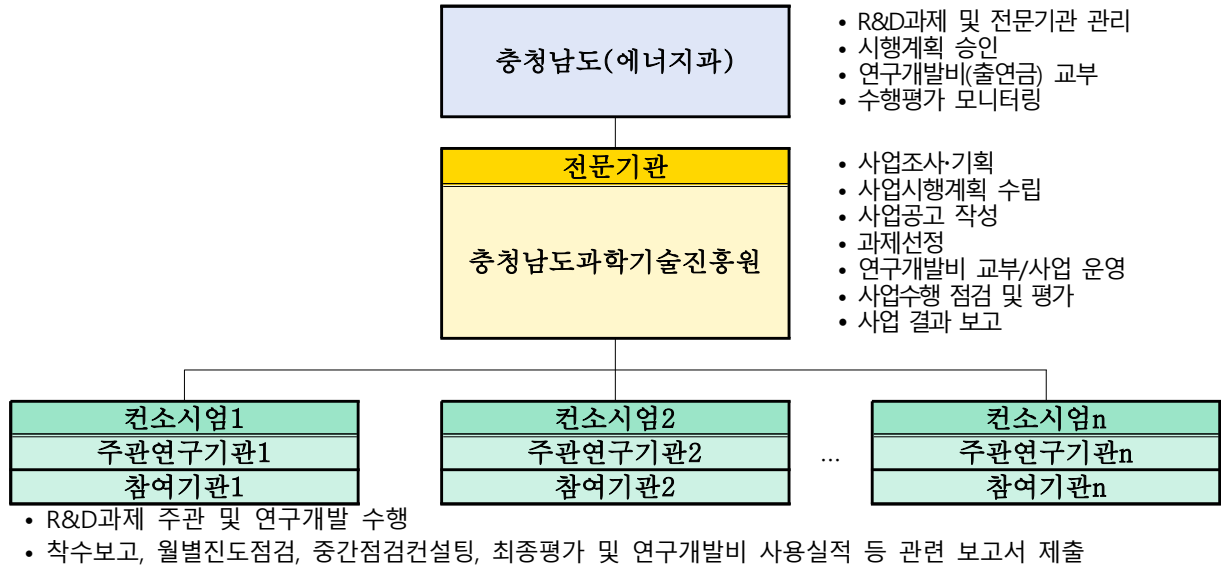 충청남도(에너지과)
• R&D과제 및 전문기관 관리
• 시행계획 승인
• 연구개발비(출연금) 교부
• 수행평가 모니터링
전문기관
충청남도과학기술진흥원
• 사업조사·기획
• 사업시행계획 수립
• 사업공고 작성
• 과제선정
• 연구개발비 교부/사업 운영
• 사업수행 점검 및 평가
• 사업 결과 보고
컨소시엄1
주관연구기관1
참여기관1
컨소시엄2
주관연구기관2
참여기관2
...
컨소시엄n
주관연구기관n
참여기관n
• R&D과제 주관 및 연구개발 수행
• 착수보고, 월별진도점검, 중간점검컨설팅, 최종평가 및 연구개발비 사용실적 등 관련 보고서 제출